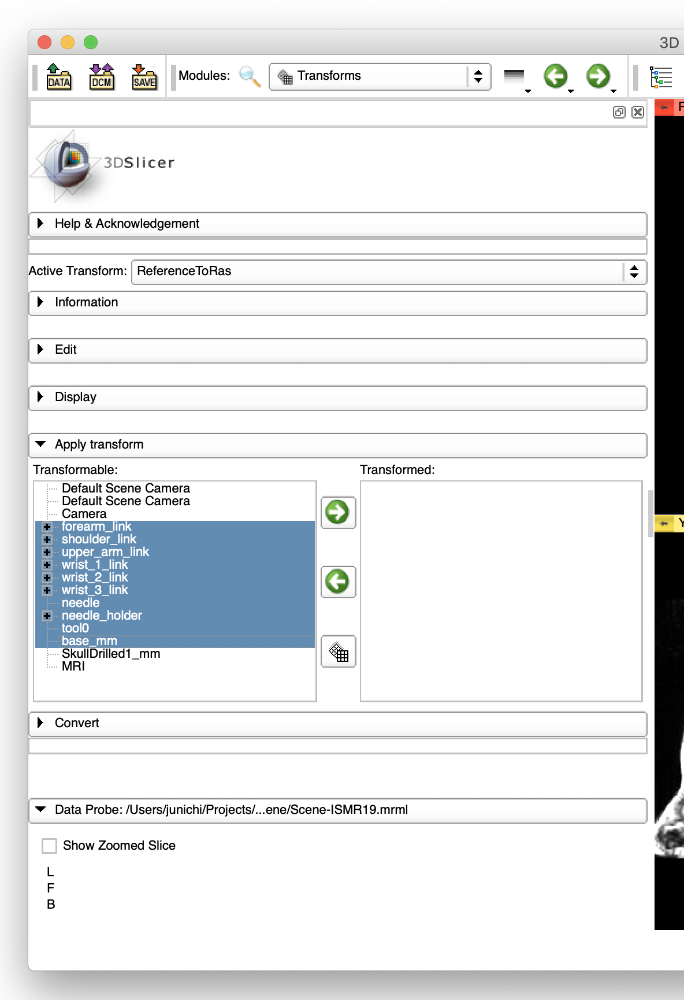 3D
DATA DCM SAVE Modules: Transforms
3DSlicer
Help & Acknowledgement
Active Transform: ReferenceToRas
Information
Edit
Display
Apply transform
Transformable: Transformed:
Default Scene Camera
Default Scene Camera
Camera
forearm_link
shoulder_link
upper_arm_link
wrist_1_link
wrist_2_link
wrist_3_link
needle
needle_holder
tool0
base_mm
SkullDrilled1_mm
MRI
Y
Convert
Data Probe: /Users/junichi/Projects/...ene/Scene-ISMR19.mrml
Show Zoomed Slice
L
F
B